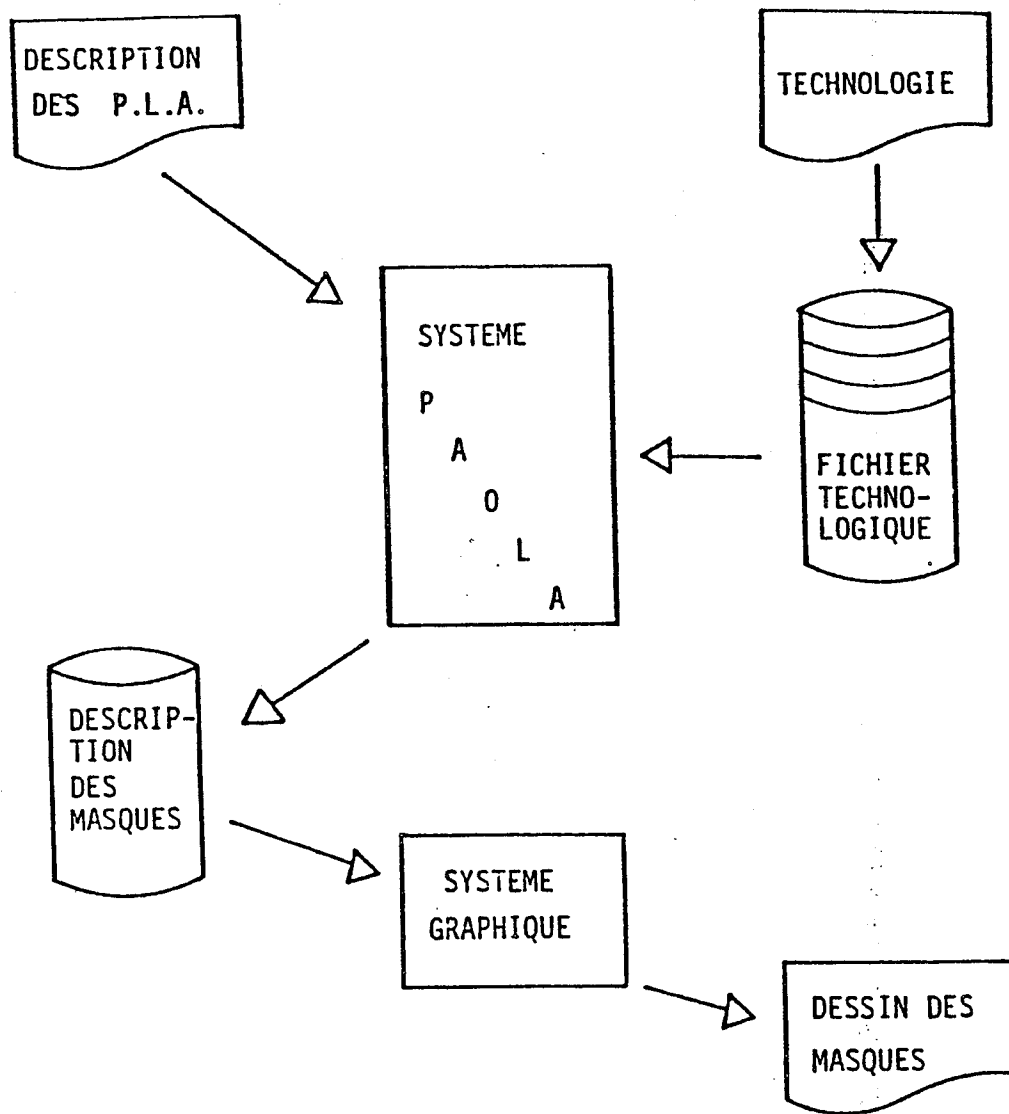 DESCRIPTION
DES P.L.A.
TECHNOLOGIE
SYSTEME
P
A
O
L
A
FICHIER
TECHNO-
LOGIQUE
DESCRIP-
TION
DES
MASQUES
SYSTEME
GRAPHIQUE
DESSIN DES
MASQUES